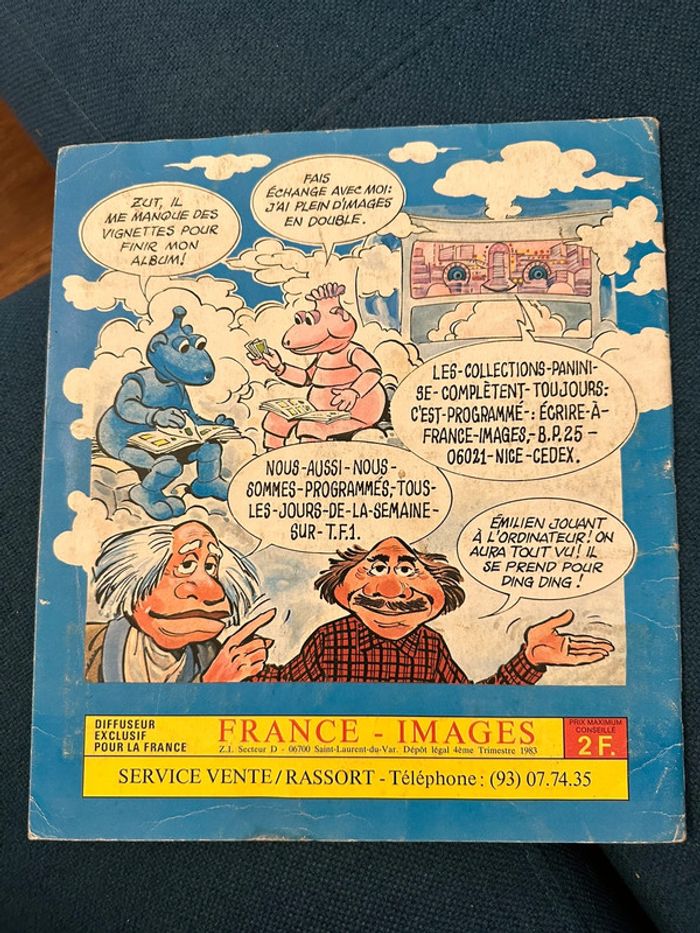 ZUT, IL
ME MANQUE DES
VIGNETTES POUR
FINIR MON
ALBUM!
FAIS
ÉCHANGE AVEC MOI:
J'AI PLEIN D'IMAGES
EN DOUBLE.
LES-COLLECTIONS-PANINI-
SE-COMPLÈTENT-TOUJOURS:
C'EST-PROGRAMMÉ-: ÉCRIRE-À-
FRANCE-IMAGES,-B.P.25-
06021-NICE-CEDEX.
NOUS-AUSSI-NOUS-
SOMMES-PROGRAMMÉS,-TOUS-
LES-JOURS-DE-LA-SEMAINE-
SUR-T.F.1.
ÉMILIEN JOUANT
À L'ORDINATEUR! ON
AURA TOUT VU! IL
SE PREND POUR
DING DING!
DIFFUSEUR
EXCLUSIF
POUR LA FRANCE
FRANCE - IMAGES
Z.I. Secteur D - 06700 Saint-Laurent-du-Var. Dépôt légal 4ème Trimestre 1983
PRIX MAXIMUM
CONSEILLÉ
2 F.
SERVICE VENTE/RASSORT - Téléphone: (93) 07.74.35